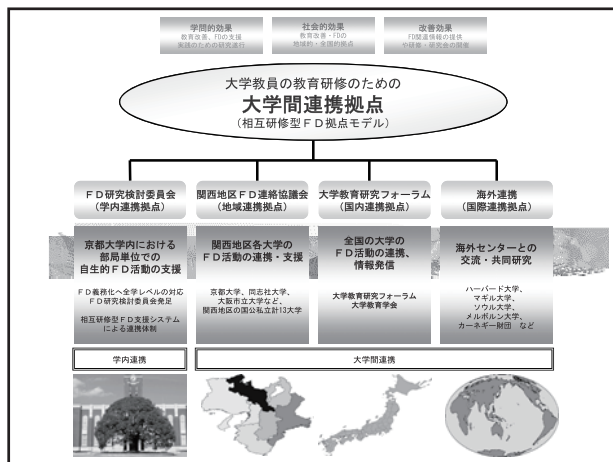 学問的効果
教育改善、FDの支援
実践のための研究遂行
社会的効果
教育改善・FDの
地域的・全国的拠点
改善効果
FD関連情報の提供
や研修・研究会の開催
大学教員の教育研修のための
大学間連携拠点
(相互研修型ＦＤ拠点モデル)
ＦＤ研究検討委員会
(学内連携拠点)
関西地区ＦＤ連絡協議会
(地域連携拠点)
大学教育研究フォーラム
(国内連携拠点)
海外連携
(国際連携拠点)
京都大学内における
部局単位での
自生的ＦＤ活動の支援
ＦＤ義務化へ全学レベルの対応
ＦＤ研究検討委員会発足
相互研修型ＦＤ支援システム
による連携体制
関西地区各大学の
ＦＤ活動の連携・支援
京都大学、同志社大学、
大阪市立大学など、
関西地区の国公私立計13大学
全国の大学の
ＦＤ活動の連携、
情報発信
大学教育研究フォーラム
大学教育学会
海外センターとの
交流・共同研究
ハーバード大学、
マギル大学、
ソウル大学、
メルボルン大学、
カーネギー財団　など
学内連携
大学間連携